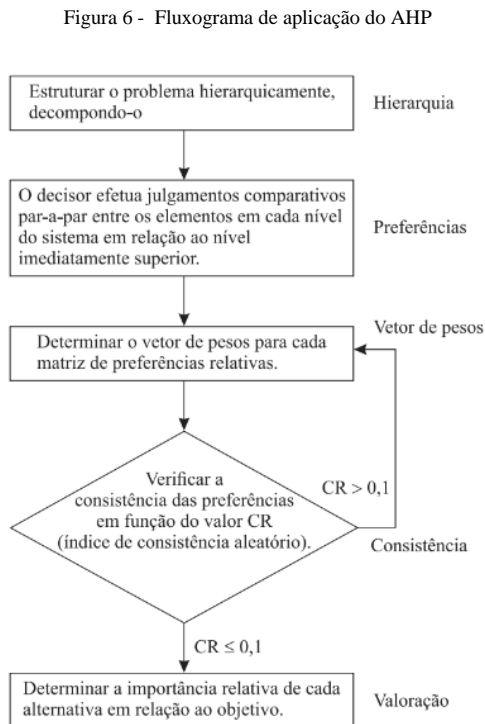 Figura 6 - Fluxograma de aplicação do AHP
Estruturar o problema hierarquicamente,
decompondo-o
Hierarquia
O decisor efetua julgamentos comparativos
par-a-par entre os elementos em cada nível
do sistema em relação ao nível
imediatamente superior.
Preferências
Vetor de pesos
Determinar o vetor de pesos para cada
matriz de preferências relativas.
Verificar a
consistência das preferências
em função do valor CR
(índice de consistência aleatório).
CR > 0,1
Consistência
CR ≤ 0,1
Determinar a importância relativa de cada
alternativa em relação ao objetivo.
Valoração